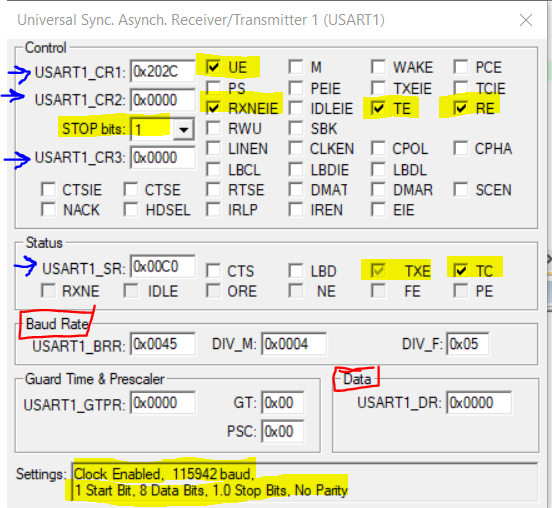 Universal Sync. Asynch. Receiver/Transmitter 1 (USART1)
Control
USART1_CR1: 0x202C UE M WAKE PCE
PS PEIE TXEIE TCIE
USART1_CR2: 0x0000 RXNEIE IDLEIE TE RE
STOP bits: 1 RWU SBK
LINEN CLKEN CPOL CPHA
USART1_CR3: 0x0000 LBCL LBDIE LBDL
CTSIE CTSE RTSE DMAT DMAR SCEN
NACK HDSEL IRLP IREN EIE
Status
USART1_SR: 0x00C0 CTS LBD TXE TC
RXNE IDLE ORE NE FE PE
Baud Rate
USART1_BRR: 0x0045 DIV_M: 0x0004 DIV_F: 0x05
Guard Time & Prescaler
USART1_GTPR: 0x0000 GT: 0x00
PSC: 0x00
Data
USART1_DR: 0x0000
Settings: Clock Enabled, 115942 baud,
1 Start Bit, 8 Data Bits, 1.0 Stop Bits, No Parity